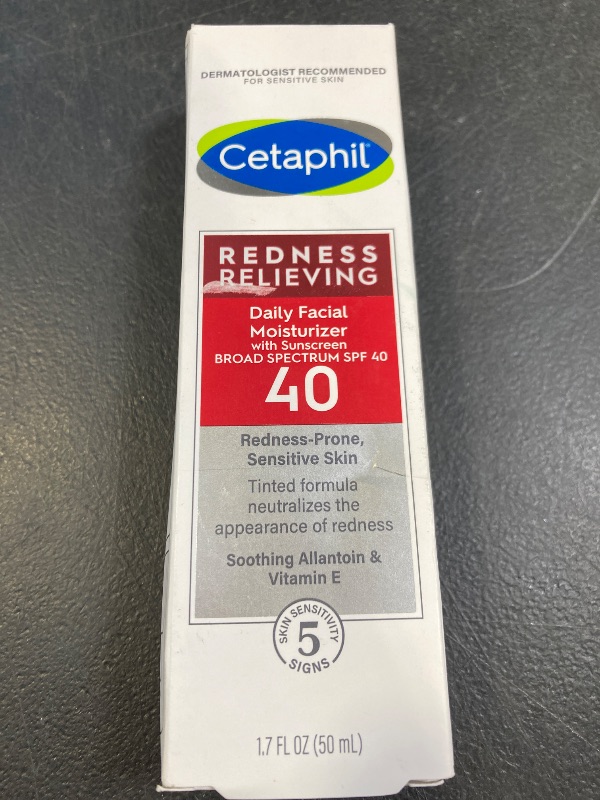 DERMATOLOGIST RECOMMENDED
FOR SENSITIVE SKIN
Cetaphil®
REDNESS
RELIEVING
Daily Facial
Moisturizer
with Sunscreen
BROAD SPECTRUM SPF 40
40
Redness-Prone,
Sensitive Skin
Tinted formula
neutralizes the
appearance of redness
Soothing Allantoin &
Vitamin E
SKIN SENSITIVITY
5
SIGNS
1.7 FL OZ (50 mL)